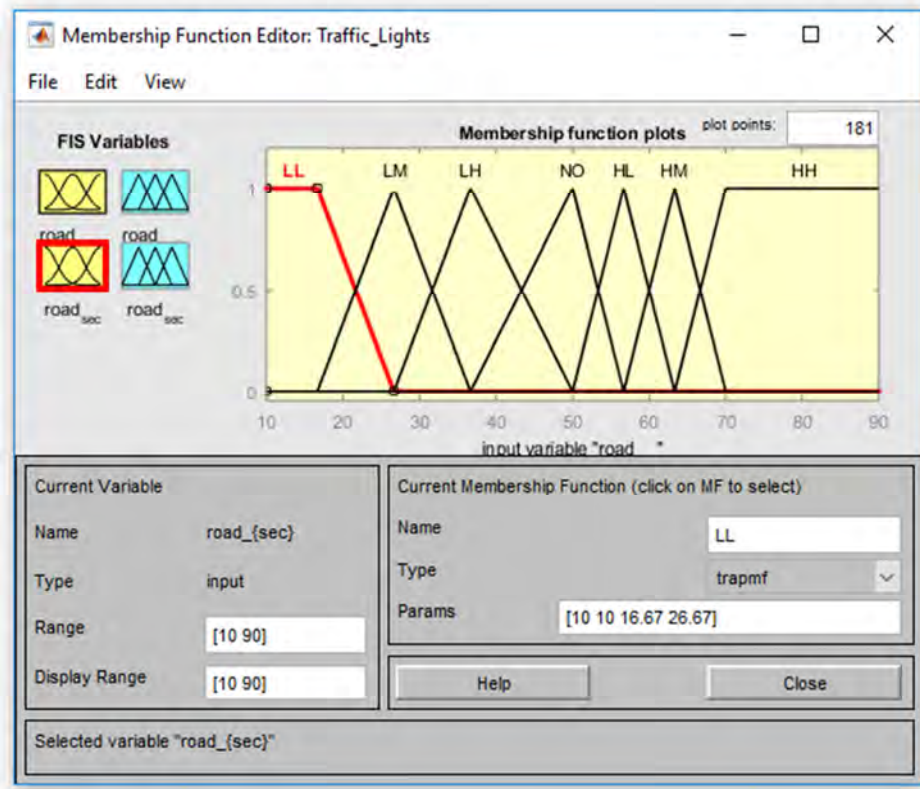 Membership Function Editor: Traffic_Lights
File Edit View
FIS Variables
road road
road_sec road_sec
Membership function plots plot points: 181
LL LM LH NO HL HM HH
1
0.5
0
10 20 30 40 50 60 70 80 90
input variable "road "
Current Variable
Name road_{sec}
Type input
Range [10 90]
Display Range [10 90]
Current Membership Function (click on MF to select)
Name LL
Type trapmf
Params [10 10 16.67 26.67]
Help Close
Selected variable "road_{sec}"